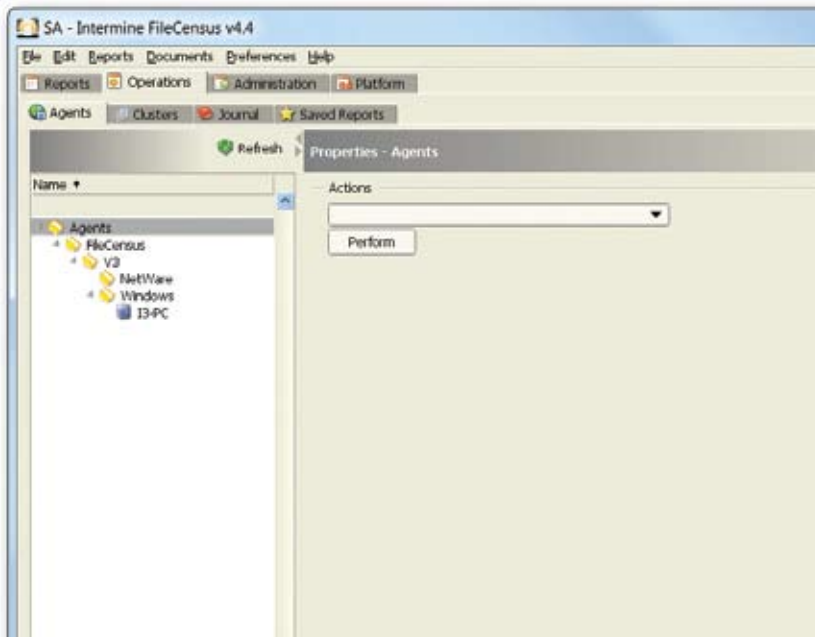 SA - Intermine FileCensus v4.4
File Edit Reports Documents Preferences Help
Reports Operations Administration Platform
Agents Clusters Journal Saved Reports
Refresh Properties - Agents
Name
Actions
Agents
FileCensus
V3
Perform
NetWare
Windows
I3-PC